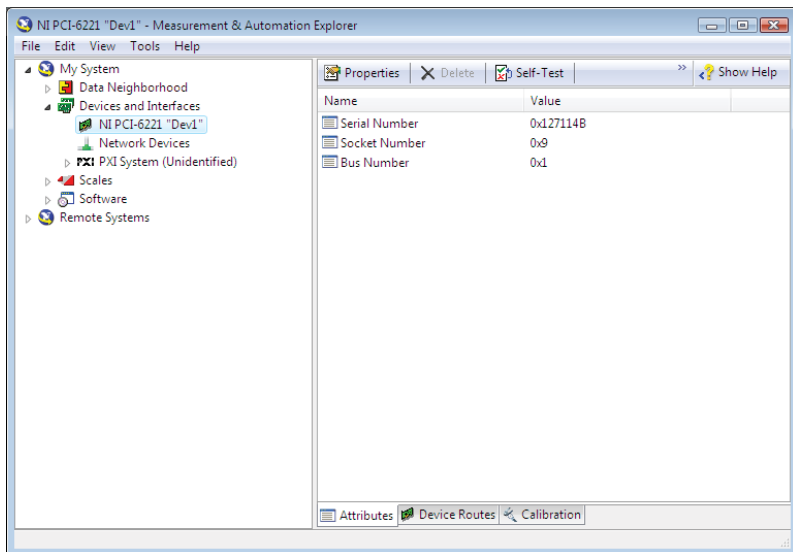 NI PCI-6221 "Dev1" - Measurement & Automation Explorer
File Edit View Tools Help
My System
Data Neighborhood
Devices and Interfaces
NI PCI-6221 "Dev1"
Network Devices
PXI PXI System (Unidentified)
Scales
Software
Remote Systems
Properties Delete Self-Test » Show Help
Name Value
Serial Number 0x127114B
Socket Number 0x9
Bus Number 0x1
Attributes Device Routes Calibration